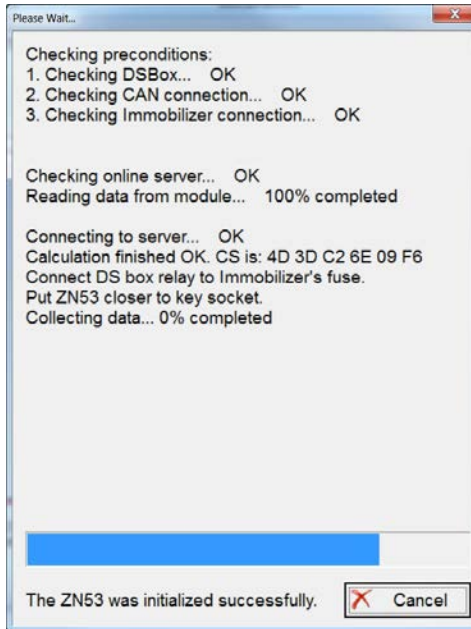 Please Wait...
Checking preconditions:
1. Checking DSBox... OK
2. Checking CAN connection... OK
3. Checking Immobilizer connection... OK
Checking online server... OK
Reading data from module... 100% completed
Connecting to server... OK
Calculation finished OK. CS is: 4D 3D C2 6E 09 F6
Connect DS box relay to Immobilizer's fuse.
Put ZN53 closer to key socket.
Collecting data... 0% completed
The ZN53 was initialized successfully.
Cancel